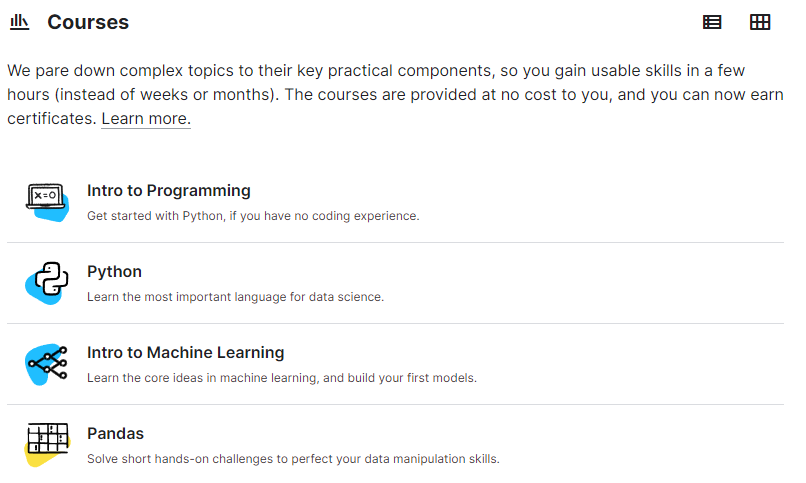 Courses
We pare down complex topics to their key practical components, so you gain usable skills in a few
hours (instead of weeks or months). The courses are provided at no cost to you, and you can now earn
certificates. Learn more.
x=0
Intro to Programming
Get started with Python, if you have no coding experience.
Python
Learn the most important language for data science.
Intro to Machine Learning
Learn the core ideas in machine learning, and build your first models.
Pandas
Solve short hands-on challenges to perfect your data manipulation skills.